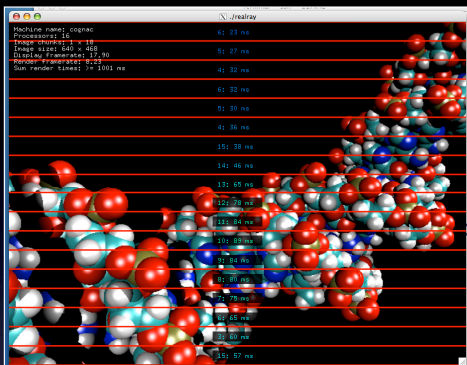 ./realray
Machine name: cognac
Processors: 16
Image chunks: 1 x 18
Image size: 640 x 468
Display framerate: 17.90
Render framerate: 8.23
Sum render times: >= 1001 ms
6: 23 ms
5: 27 ms
4: 32 ms
6: 32 ms
5: 30 ms
4: 36 ms
15: 38 ms
14: 46 ms
13: 65 ms
12: 78 ms
11: 84 ms
10: 89 ms
9: 84 ms
8: 80 ms
7: 75 ms
6: 65 ms
3: 60 ms
15: 57 ms